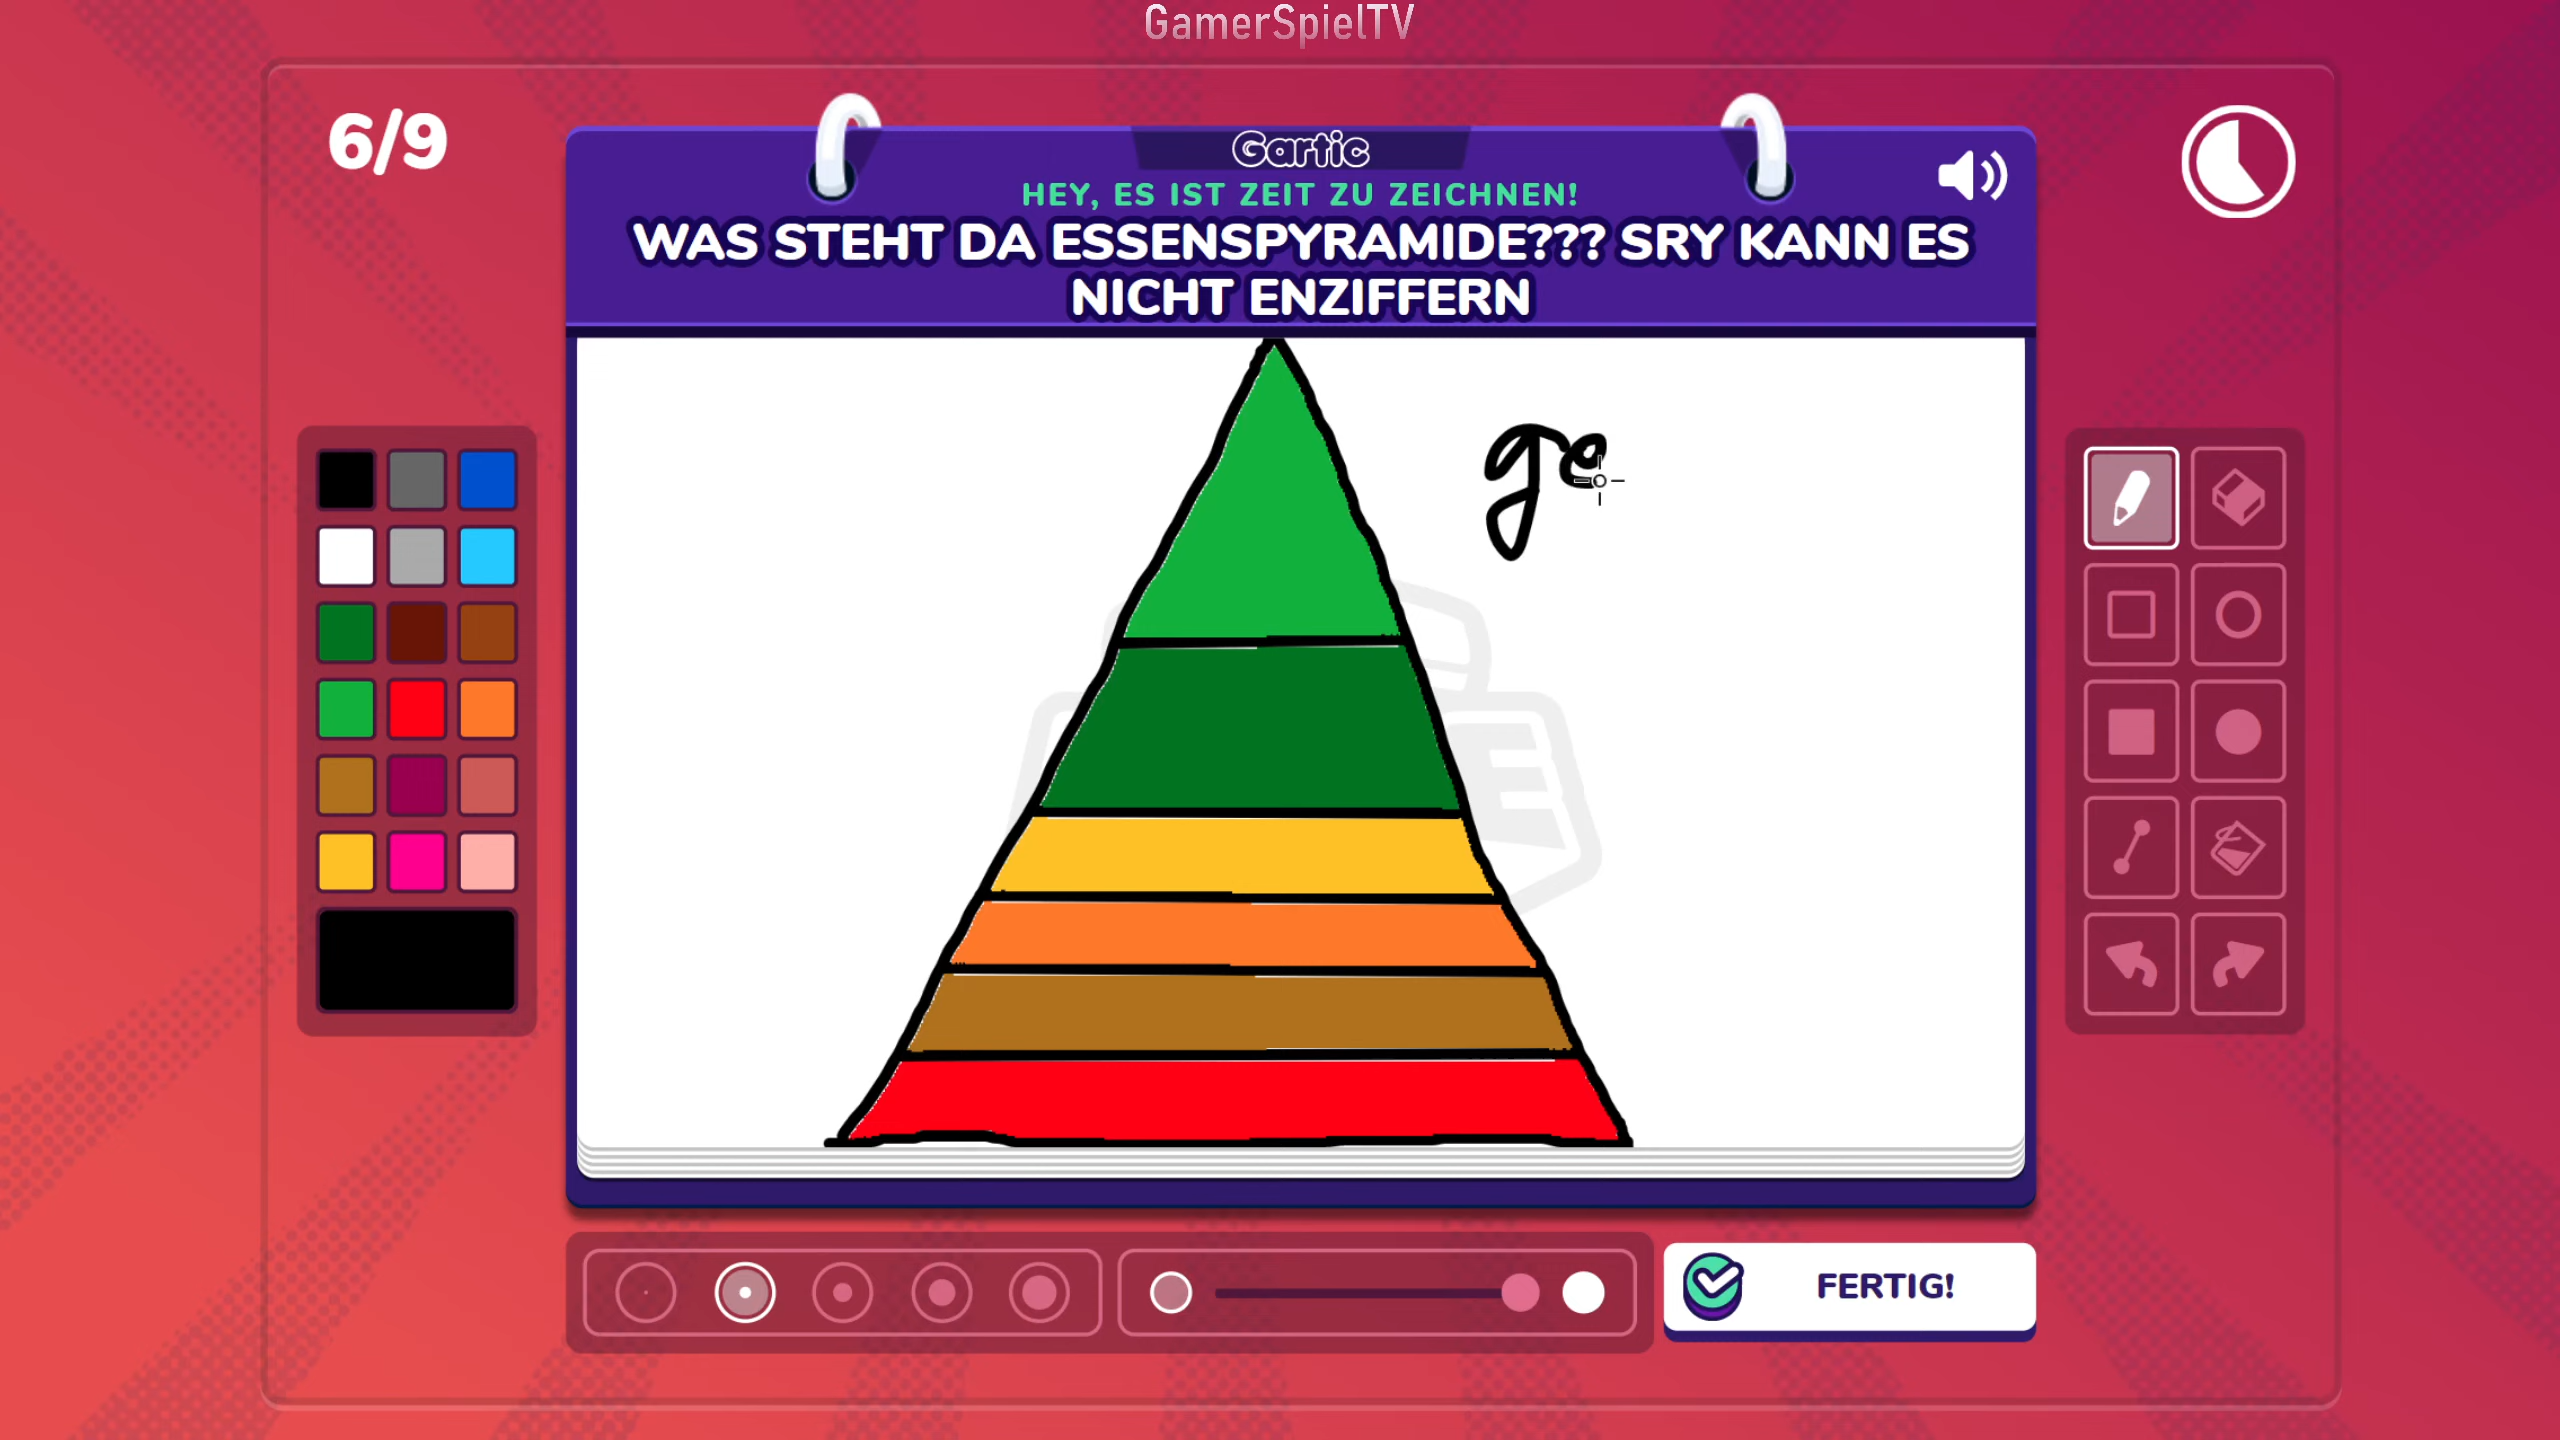 GamerSpielTV
6/9
Gartic
HEY, ES IST ZEIT ZU ZEICHNEN!
WAS STEHT DA ESSENSPYRAMIDE??? SRY KANN ES
NICHT ENZIFFERN
ge
FERTIG!